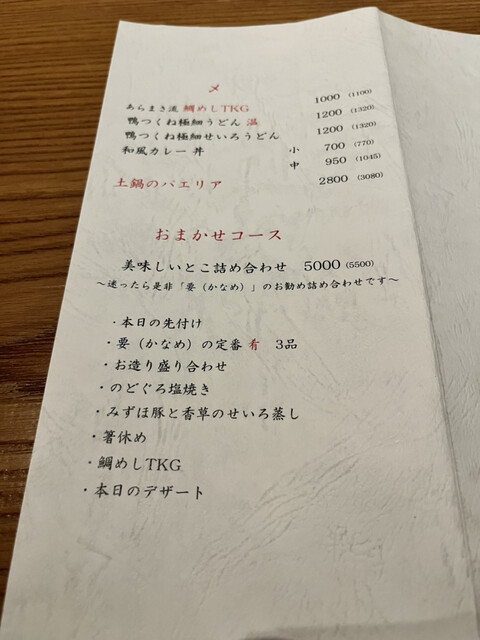 〆
あらまき流 鯛めしTKG 1000 (1100)
鴨つくね極細うどん 温 1200 (1320)
鴨つくね極細せいろうどん 1200 (1320)
和風カレー丼 小 700 (770)
中 950 (1045)
土鍋のパエリア 2800 (3080)
おまかせコース
美味しいとこ詰め合わせ 5000 (5500)
～迷ったら是非「要（かなめ）」のお勧め詰め合わせです～
・本日の先付け
・要（かなめ）の定番 肴 3品
・お造り盛り合わせ
・のどぐろ塩焼き
・みずほ豚と香草のせいろ蒸し
・箸休め
・鯛めしTKG
・本日のデザート